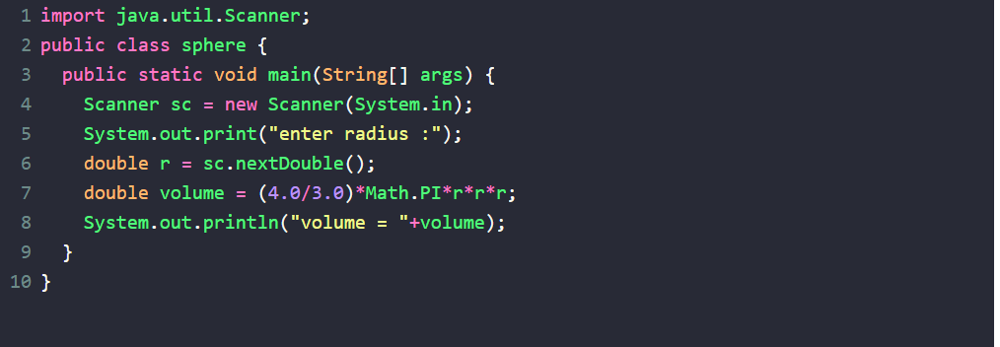 1 import java.util.Scanner;
2 public class sphere {
3   public static void main(String[] args) {
4     Scanner sc = new Scanner(System.in);
5     System.out.print("enter radius :");
6     double r = sc.nextDouble();
7     double volume = (4.0/3.0)*Math.PI*r*r*r;
8     System.out.println("volume = "+volume);
9   }
10 }